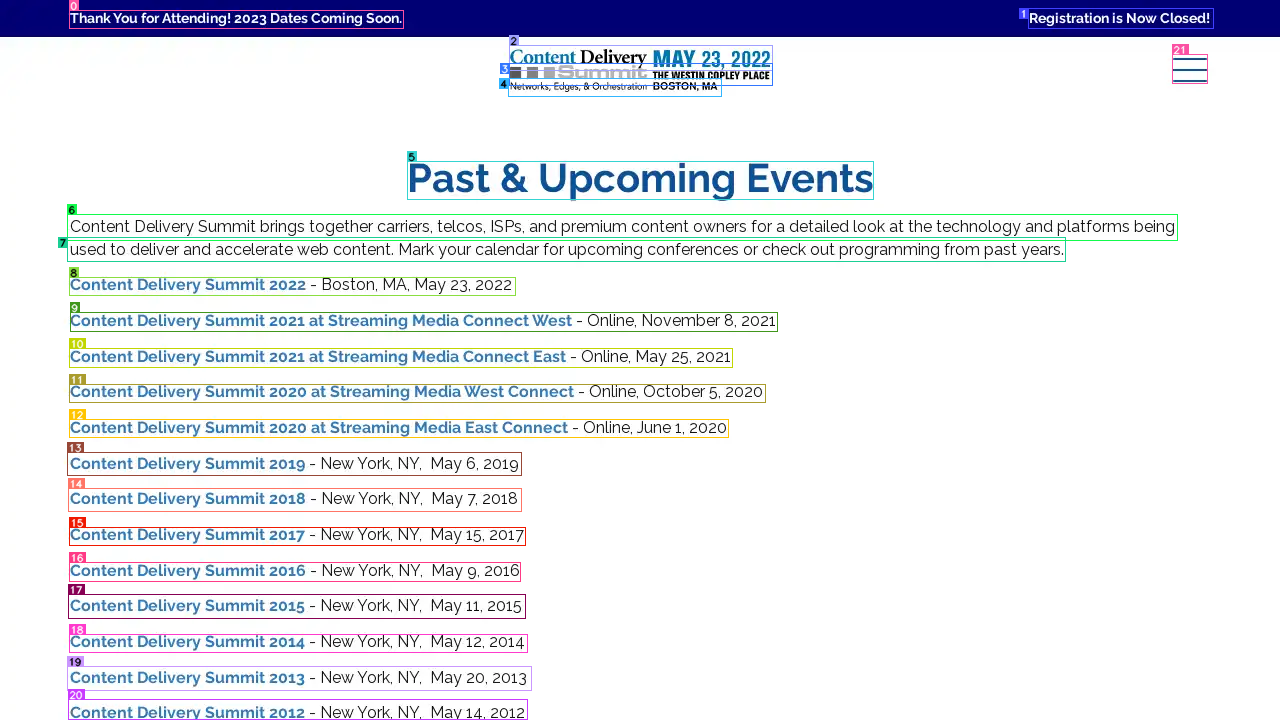 Thank You for Attending! 2023 Dates Coming Soon.
Registration is Now Closed!
Content Delivery MAY 23, 2022
Summit THE WESTIN COPLEY PLACE
Networks, Edges, & Orchestration BOSTON, MA
Past & Upcoming Events
Content Delivery Summit brings together carriers, telcos, ISPs, and premium content owners for a detailed look at the technology and platforms being
used to deliver and accelerate web content. Mark your calendar for upcoming conferences or check out programming from past years.
Content Delivery Summit 2022 - Boston, MA, May 23, 2022
Content Delivery Summit 2021 at Streaming Media Connect West - Online, November 8, 2021
Content Delivery Summit 2021 at Streaming Media Connect East - Online, May 25, 2021
Content Delivery Summit 2020 at Streaming Media West Connect - Online, October 5, 2020
Content Delivery Summit 2020 at Streaming Media East Connect - Online, June 1, 2020
Content Delivery Summit 2019 - New York, NY,  May 6, 2019
Content Delivery Summit 2018 - New York, NY,  May 7, 2018
Content Delivery Summit 2017 - New York, NY,  May 15, 2017
Content Delivery Summit 2016 - New York, NY,  May 9, 2016
Content Delivery Summit 2015 - New York, NY,  May 11, 2015
Content Delivery Summit 2014 - New York, NY,  May 12, 2014
Content Delivery Summit 2013 - New York, NY,  May 20, 2013
Content Delivery Summit 2012 - New York, NY,  May 14, 2012